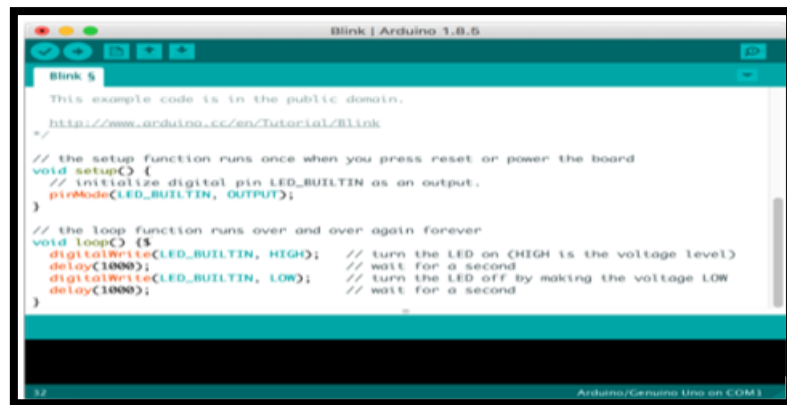 Blink | Arduino 1.8.5
Blink §
This example code is in the public domain.
http://www.arduino.cc/en/Tutorial/Blink
*/
// the setup function runs once when you press reset or power the board
void setup() {
// initialize digital pin LED_BUILTIN as an output.
pinMode(LED_BUILTIN, OUTPUT);
}
// the loop function runs over and over again forever
void loop() {$
digitalWrite(LED_BUILTIN, HIGH); // turn the LED on (HIGH is the voltage level)
delay(1000); // wait for a second
digitalWrite(LED_BUILTIN, LOW); // turn the LED off by making the voltage LOW
delay(1000); // wait for a second
}
32 Arduino/Genuino Uno on COM1